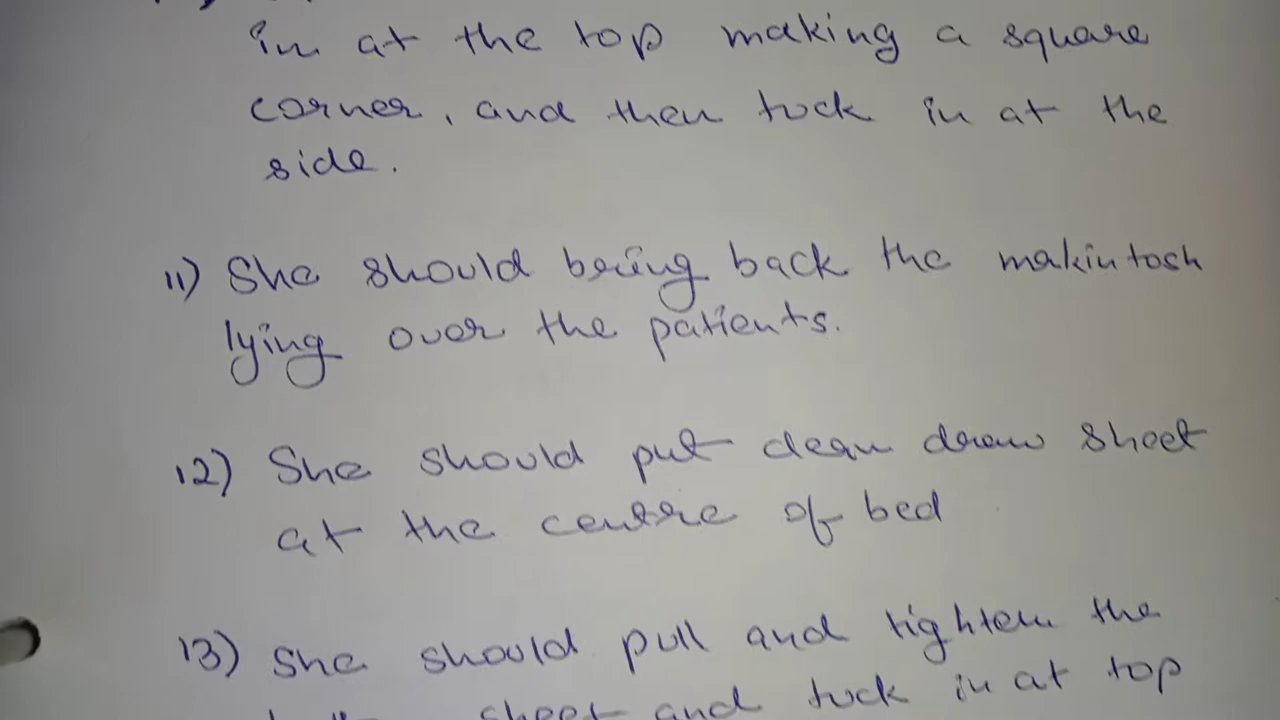 in at the top making a square
corner, and then tuck in at the
side.
11) She should being back the makintosh
lying over the patients.
12) She should put clean draw sheet
at the centre of bed
13) She should pull and tighten the
sheet and tuck in at top